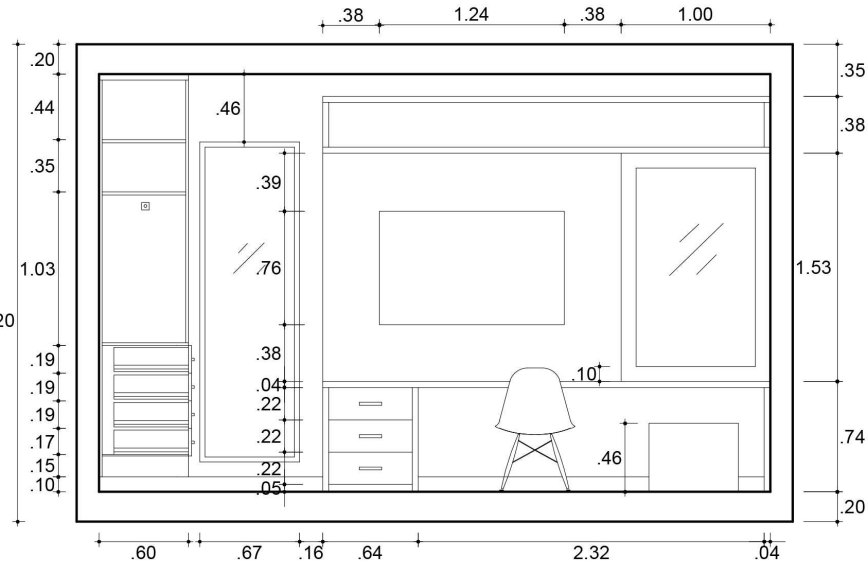 .38 1.24 .38 1.00
.20 .35
.44 .46 .38
.35 .39
1.03 .76 1.53
20
.19 .38
.19 .04 .10
.19 .22
.17 .22 .46 .74
.15 .22
.10 .05 .20
.60 .67 .16 .64 2.32 .04